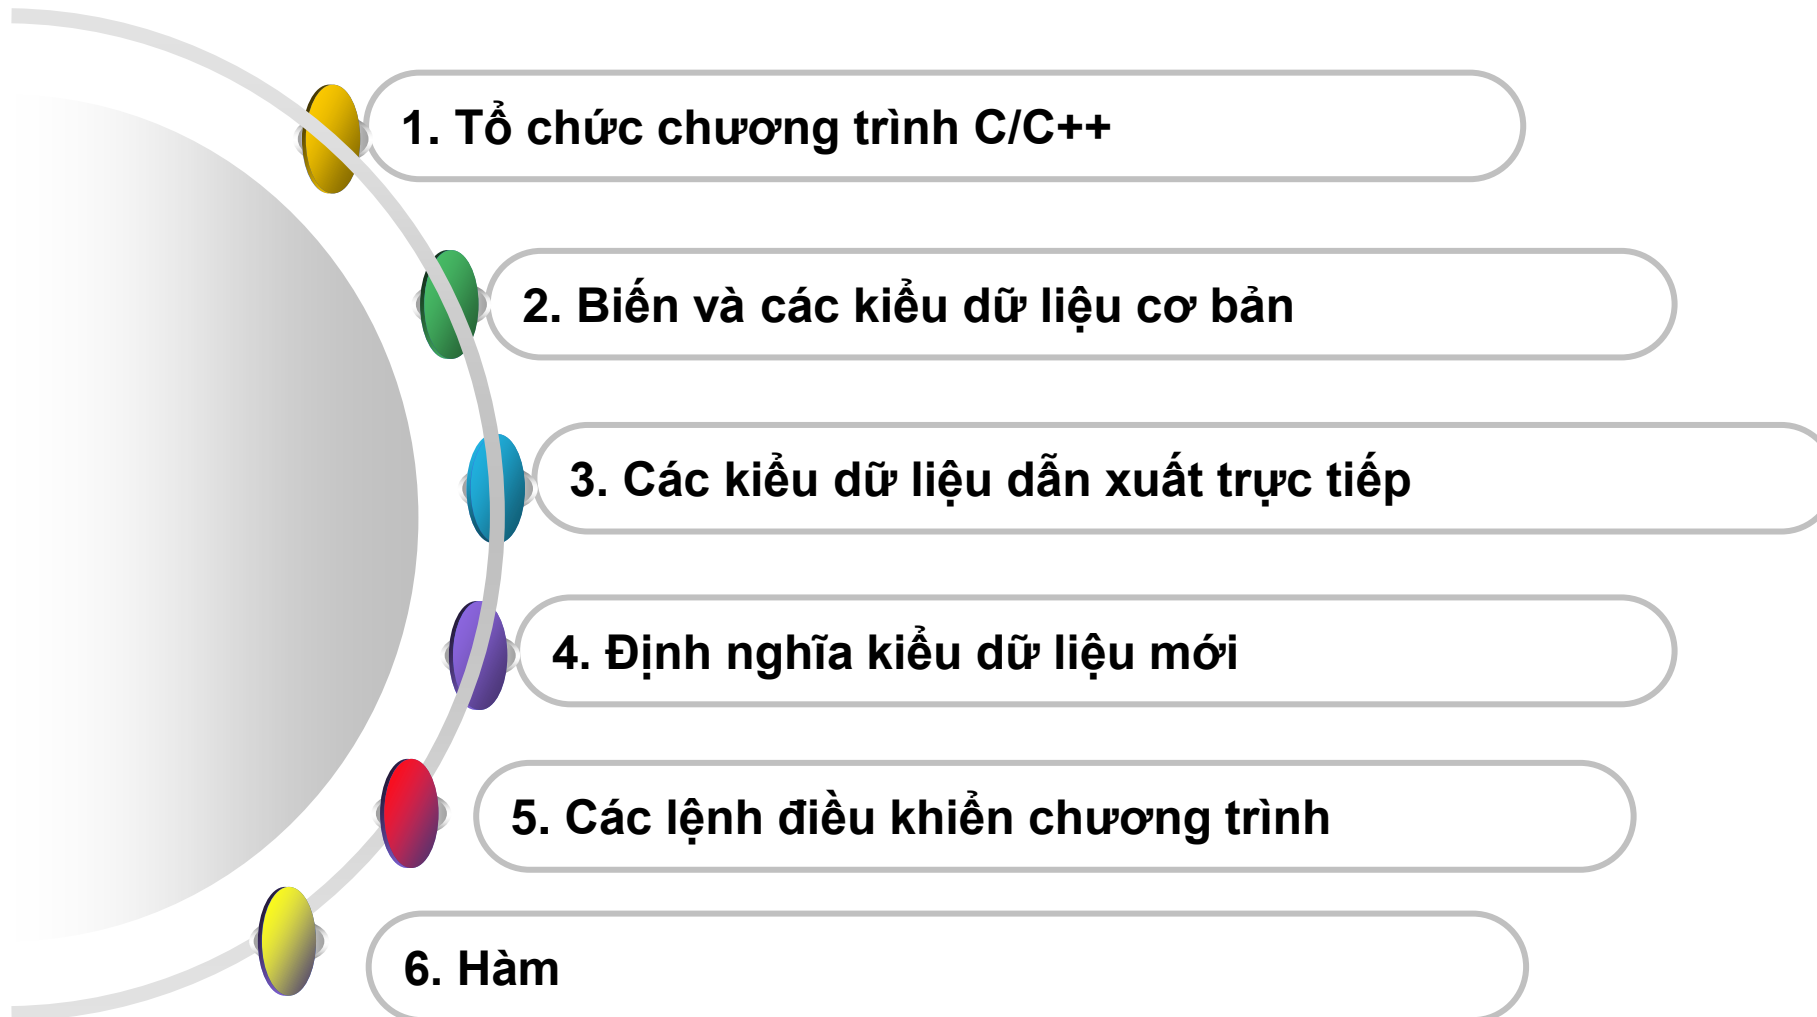 1. Tổ chức chương trình C/C++
2. Biến và các kiểu dữ liệu cơ bản
3. Các kiểu dữ liệu dẫn xuất trực tiếp
4. Định nghĩa kiểu dữ liệu mới
5. Các lệnh điều khiển chương trình
6. Hàm